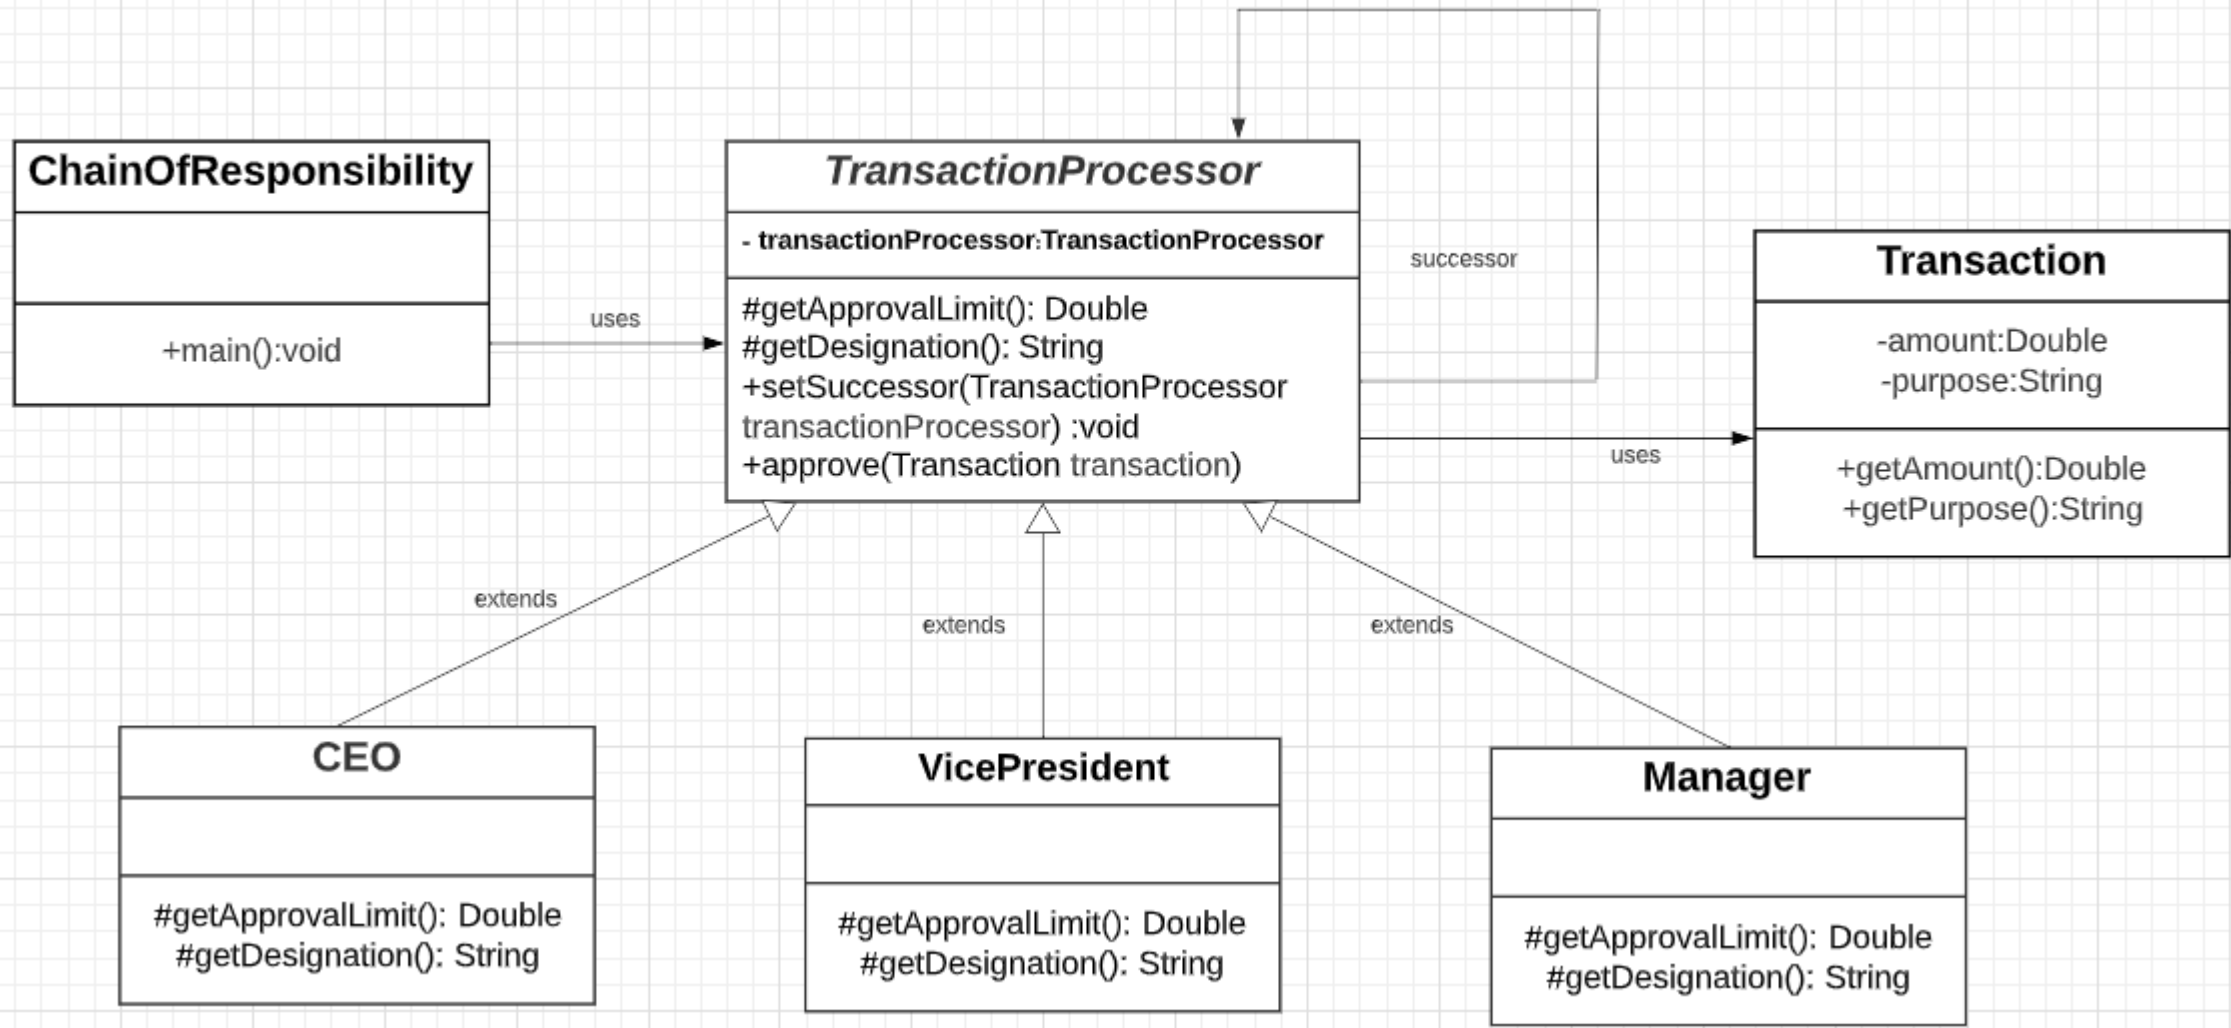 ChainOfResponsibility
+main():void
uses
TransactionProcessor
- transactionProcessor:TransactionProcessor
#getApprovalLimit(): Double
#getDesignation(): String
+setSuccessor(TransactionProcessor
transactionProcessor) :void
+approve(Transaction transaction)
successor
uses
Transaction
-amount:Double
-purpose:String
+getAmount():Double
+getPurpose():String
extends
extends
extends
CEO
#getApprovalLimit(): Double
#getDesignation(): String
VicePresident
#getApprovalLimit(): Double
#getDesignation(): String
Manager
#getApprovalLimit(): Double
#getDesignation(): String